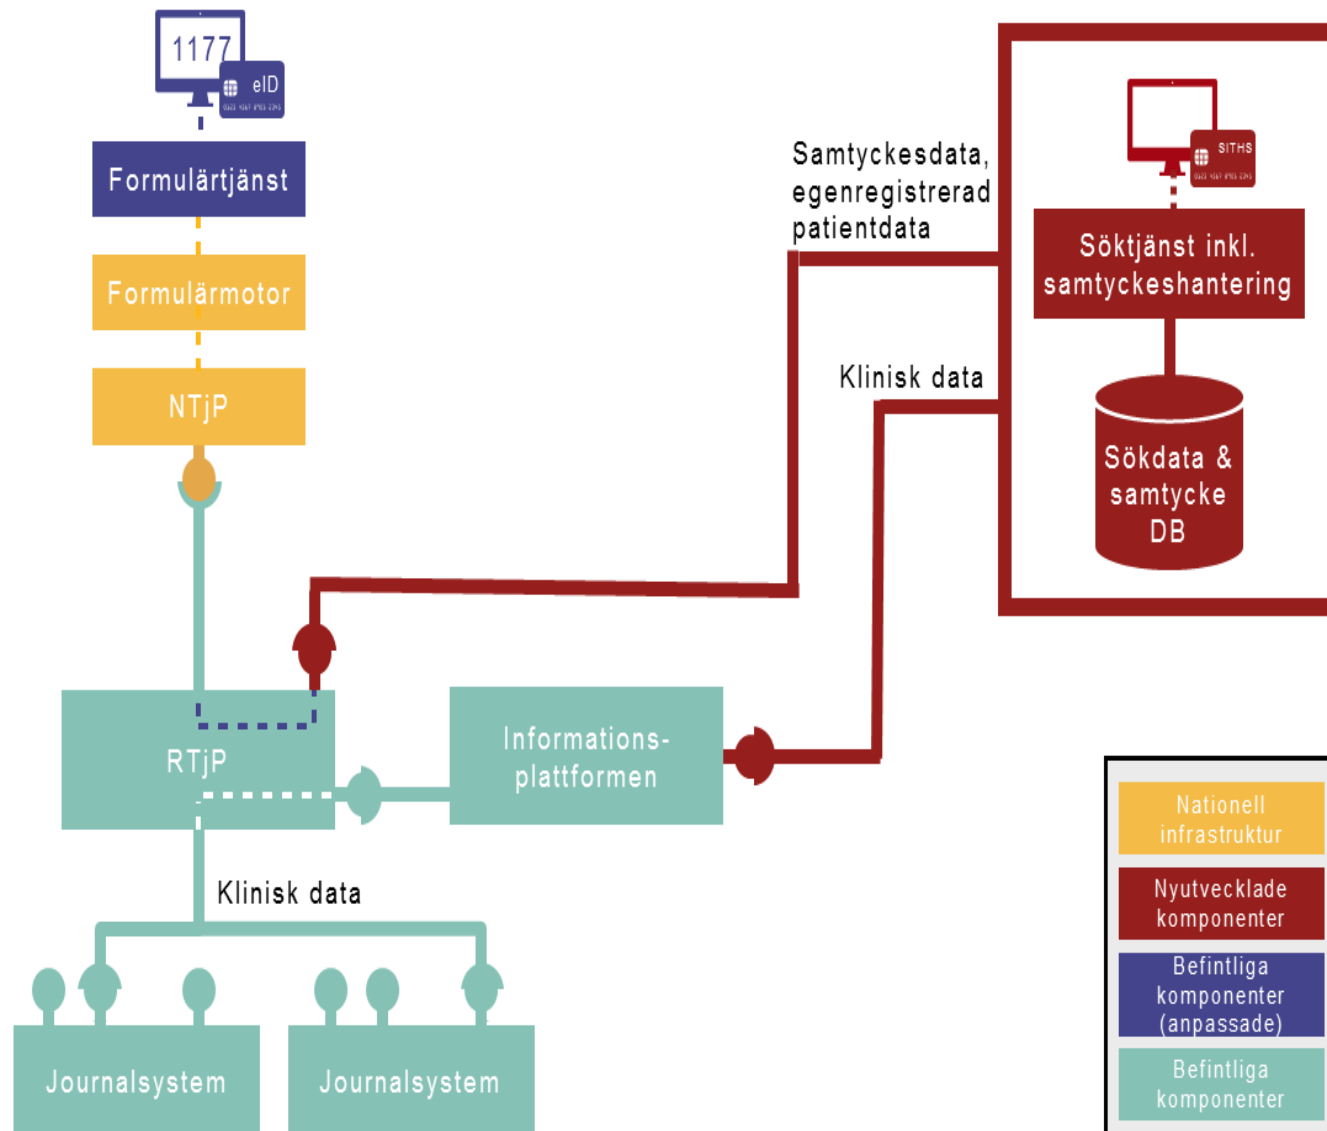 1177
eID
Formulärtjänst
Formulärmotor
NTjP
Samtyckesdata,
egenregistrerad
patientdata
Klinisk data
SITHS
Söktjänst inkl.
samtyckeshantering
Sökdata &
samtycke
DB
RTjP
Informations-
plattformen
Klinisk data
Journalsystem
Journalsystem
Nationell
infrastruktur
Nyutvecklade
komponenter
Befintliga
komponenter
(anpassade)
Befintliga
komponenter